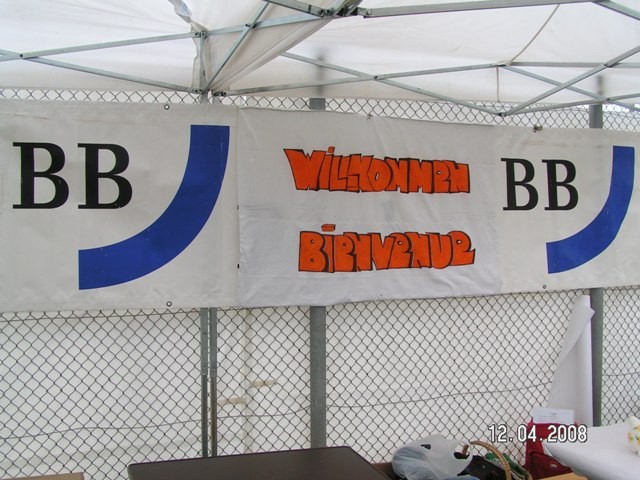 BB
WILLKOMMEN
BIENVENUE
BB
12.04.2008